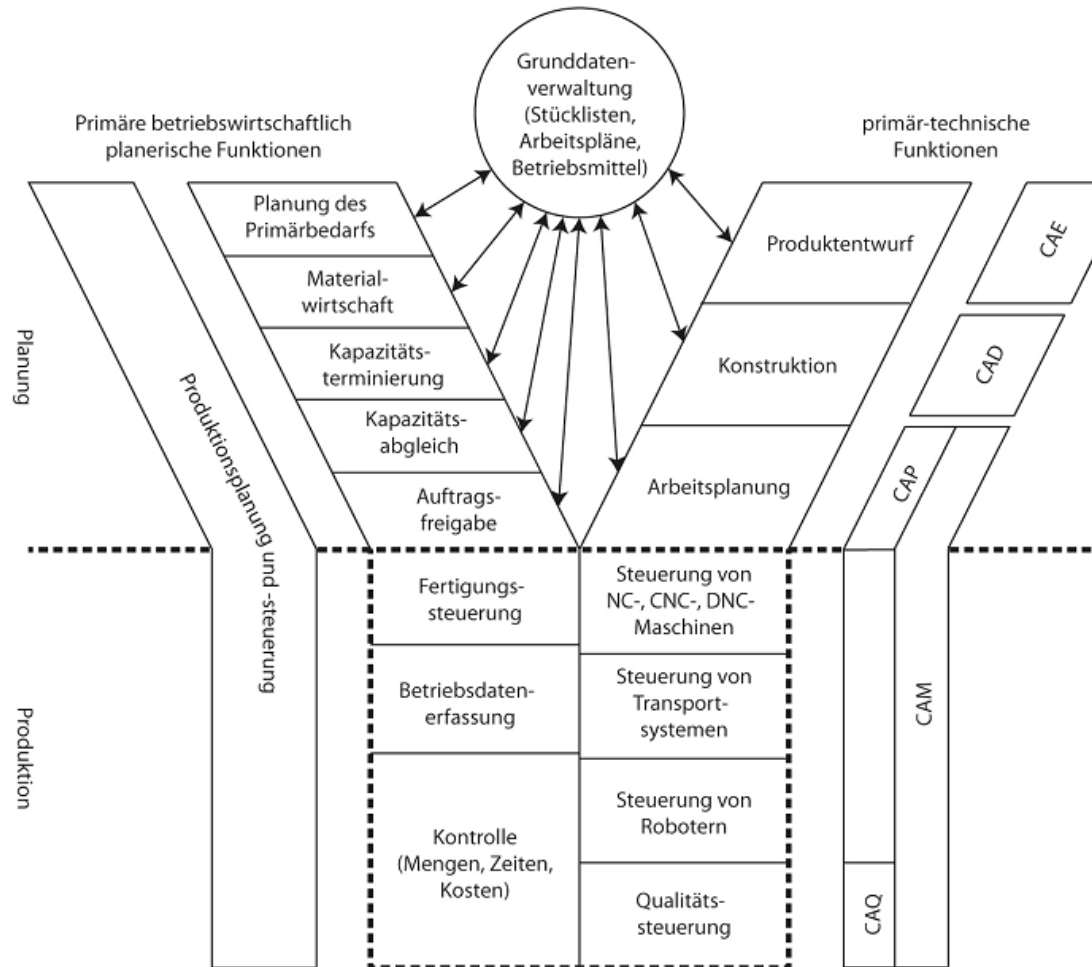 Grunddaten-
verwaltung
(Stücklisten,
Arbeitspläne,
Betriebsmittel)
Primäre betriebswirtschaftlich
planerische Funktionen
primär-technische
Funktionen
Planung
Produktion
Produktionsplanung und -steuerung
Planung des
Primärbedarfs
Material-
wirtschaft
Kapazitäts-
terminierung
Kapazitäts-
abgleich
Auftrags-
freigabe
Fertigungs-
steuerung
Betriebsdaten-
erfassung
Kontrolle
(Mengen, Zeiten,
Kosten)
Produktentwurf
Konstruktion
Arbeitsplanung
Steuerung von
NC-, CNC-, DNC-
Maschinen
Steuerung von
Transport-
systemen
Steuerung von
Robotern
Qualitäts-
steuerung
CAE
CAD
CAP
CAM
CAQ